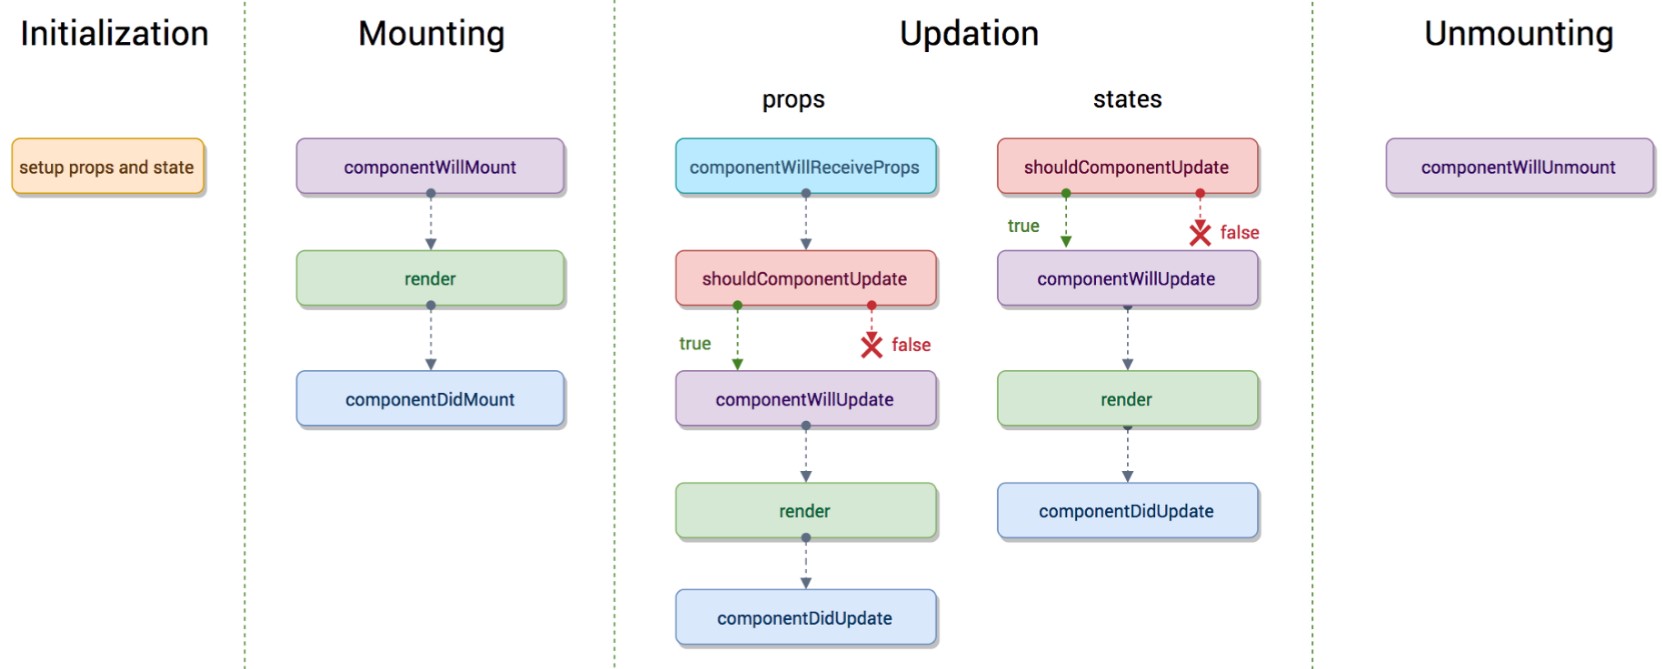 Initialization
setup props and state
Mounting
componentWillMount
render
componentDidMount
Updation
props
componentWillReceiveProps
shouldComponentUpdate
true
false
componentWillUpdate
render
componentDidUpdate
states
shouldComponentUpdate
true
false
componentWillUpdate
render
componentDidUpdate
Unmounting
componentWillUnmount